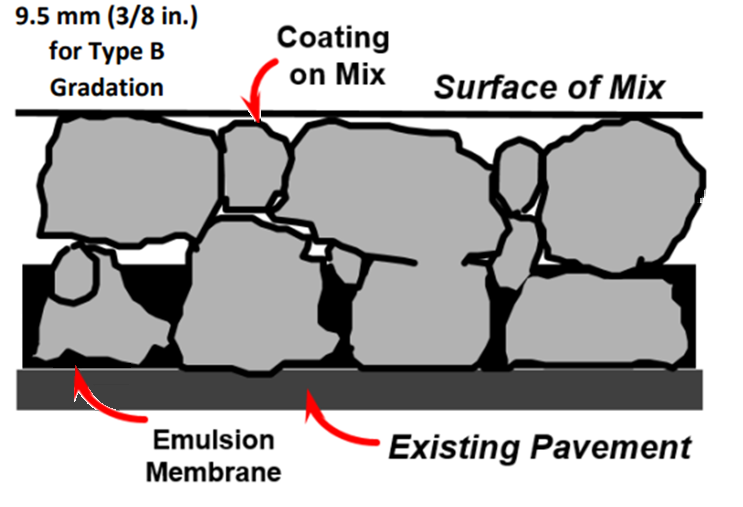 9.5 mm (3/8 in.)
for Type B
Gradation
Coating
on Mix
Surface of Mix
Emulsion
Membrane
Existing Pavement